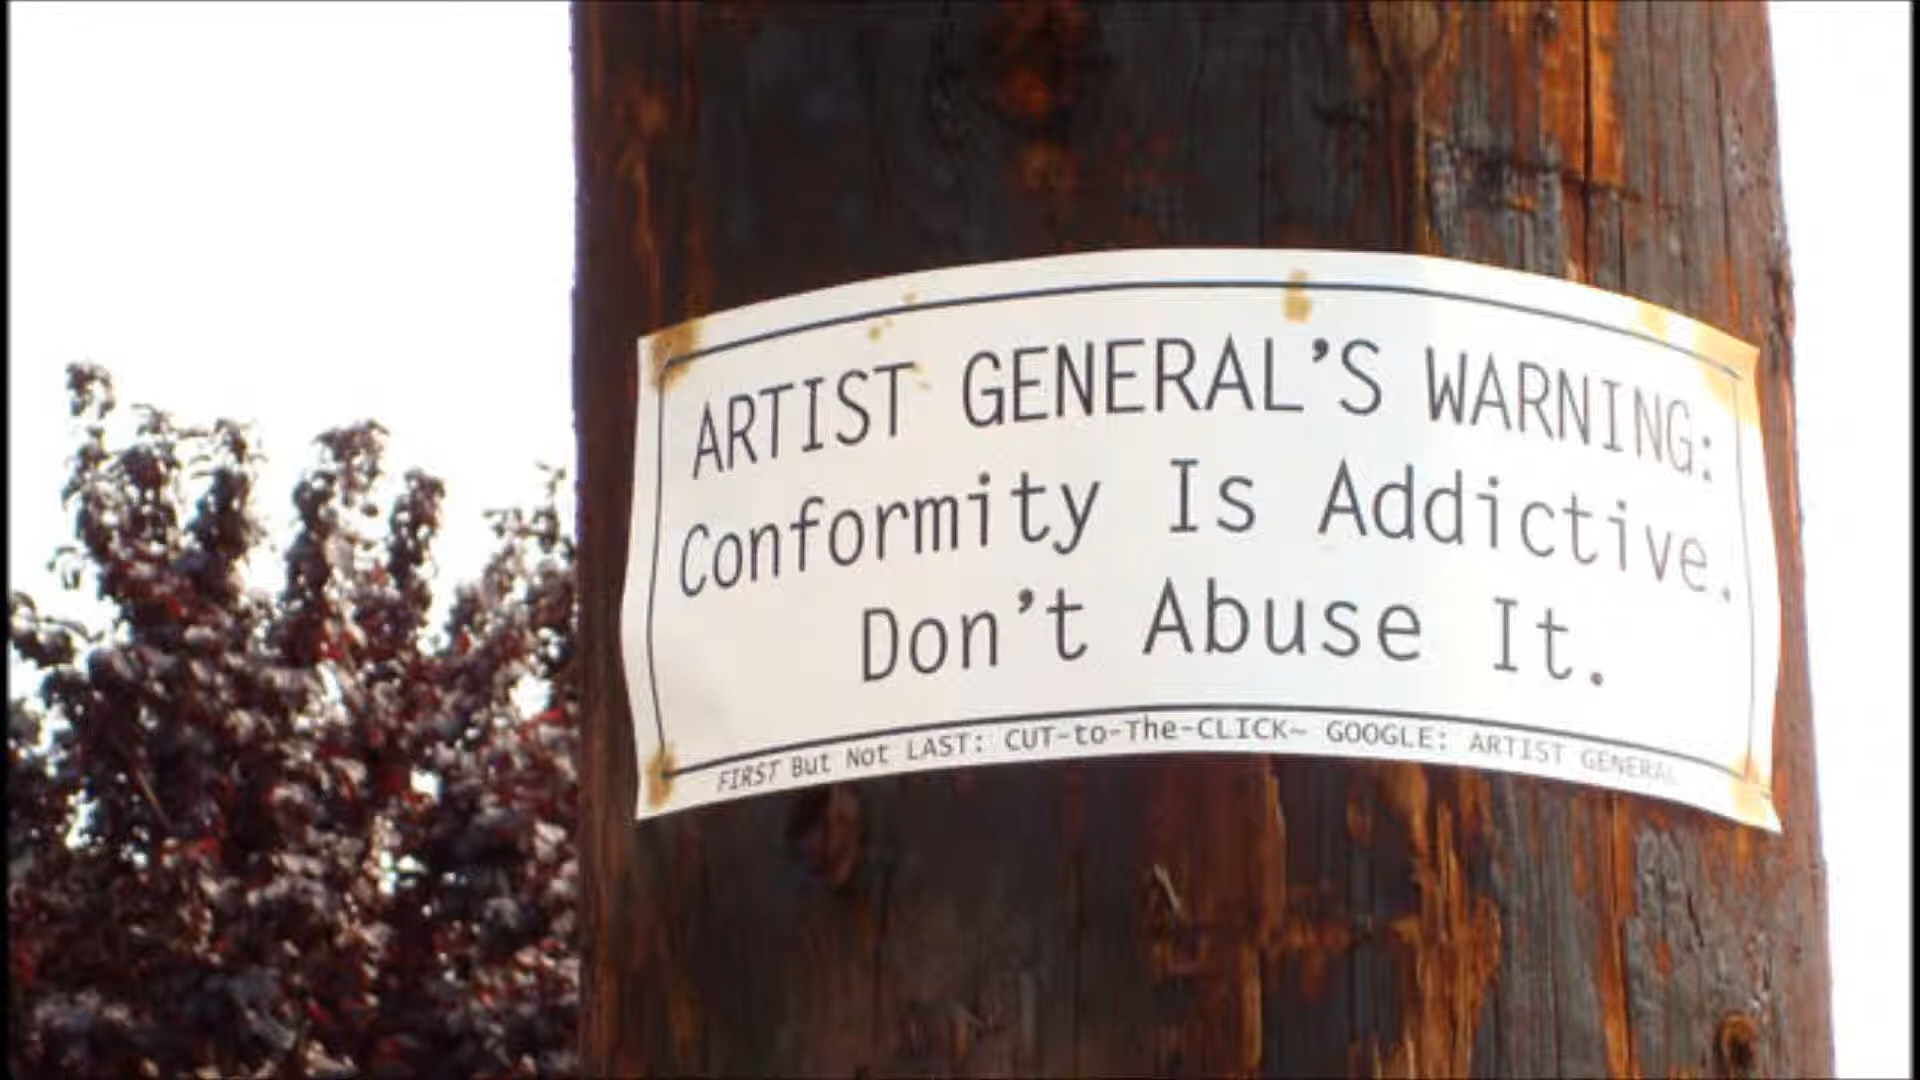 ARTIST GENERAL'S WARNING:
Conformity Is Addictive.
Don't Abuse It.
FIRST But Not LAST: CUT-to-The-CLICK~ GOOGLE: ARTIST GENERAL